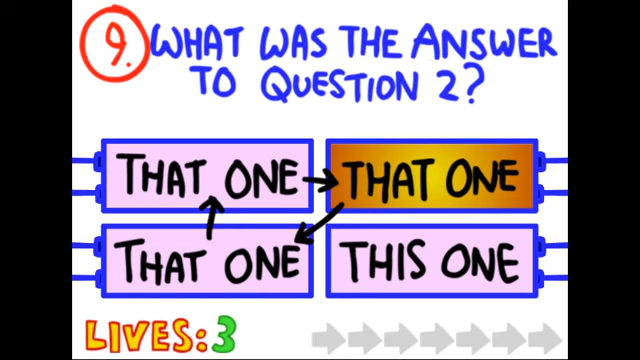 9. WHAT WAS THE ANSWER
TO QUESTION 2?
THAT ONE THAT ONE
THAT ONE THIS ONE
LIVES: 3